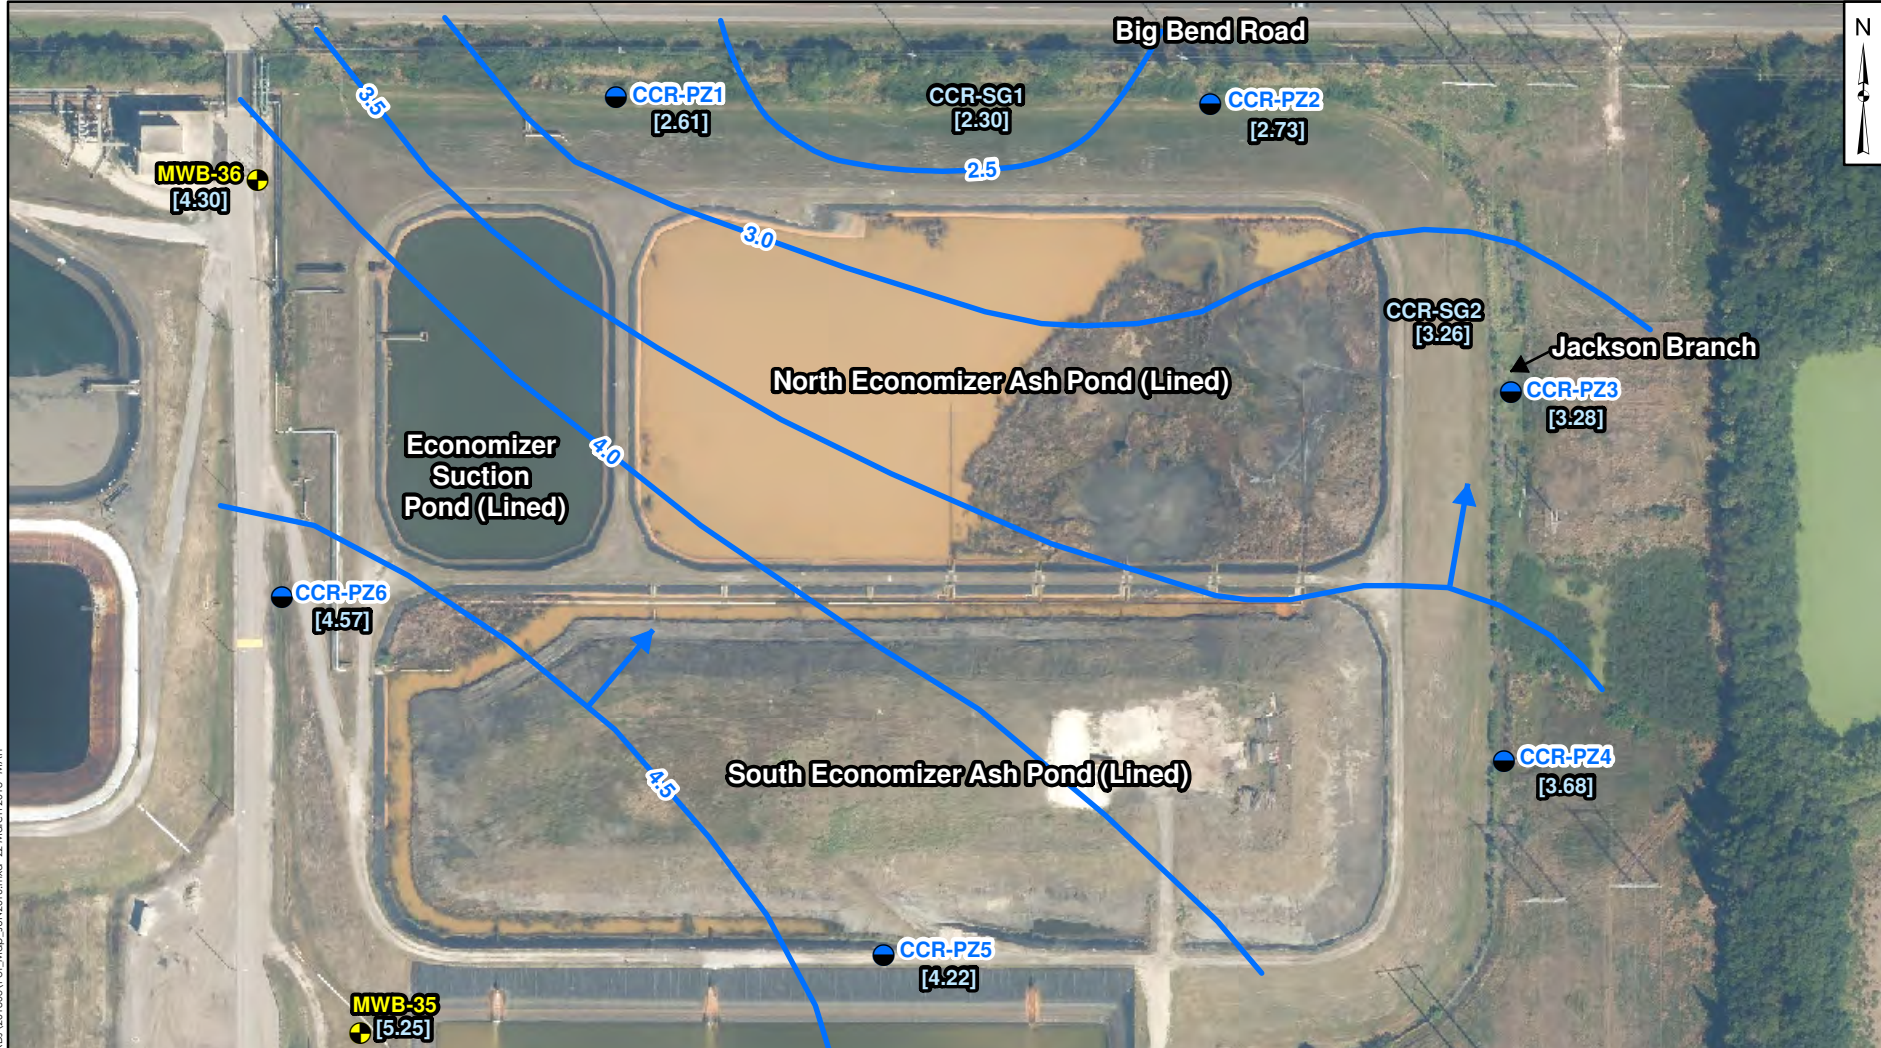 Big Bend Road
N
3.5
CCR-PZ1
[2.61]
CCR-SG1
[2.30]
CCR-PZ2
[2.73]
MWB-36
[4.30]
2.5
3.0
CCR-SG2
[3.26]
Jackson Branch
North Economizer Ash Pond (Lined)
CCR-PZ3
[3.28]
Economizer
Suction
Pond (Lined)
4.0
CCR-PZ6
[4.57]
4.5
South Economizer Ash Pond (Lined)
CCR-PZ4
[3.68]
CCR-PZ5
[4.22]
MWB-35
[5.25]